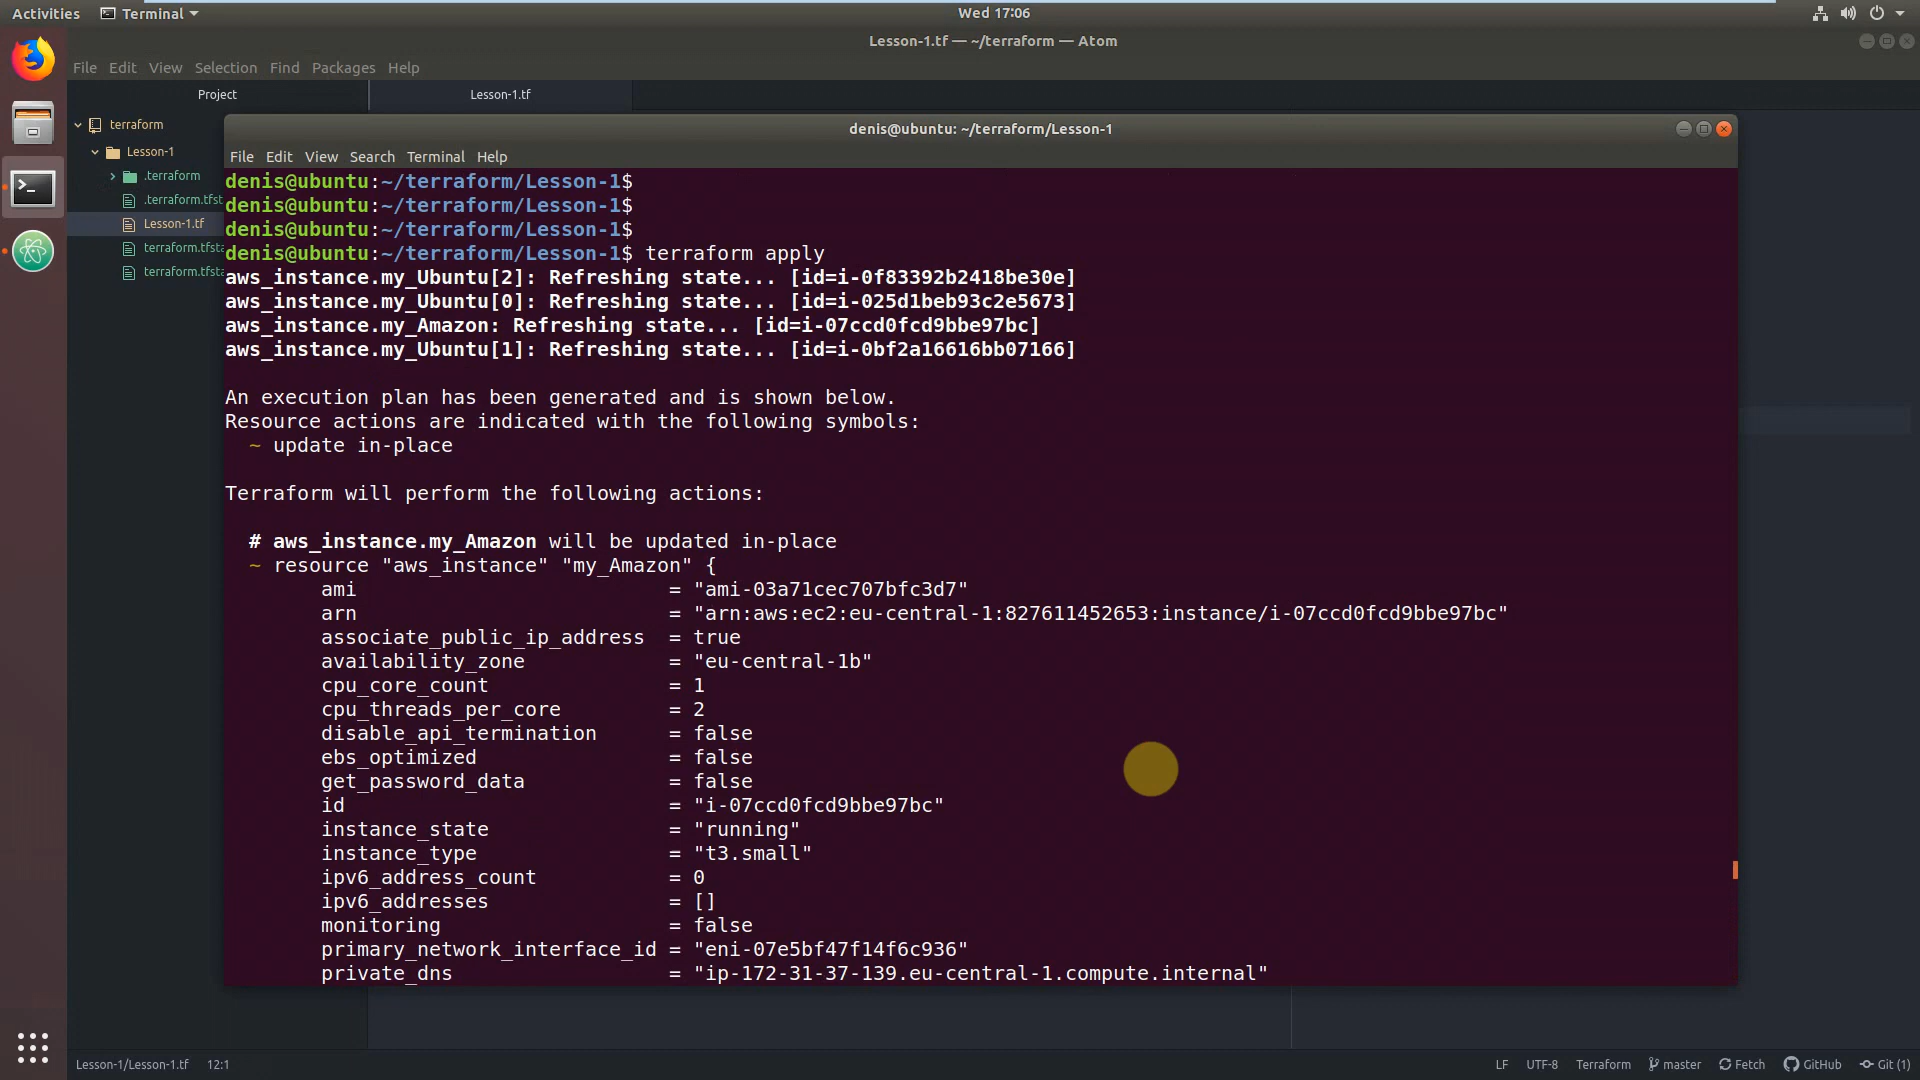 Activities Terminal Wed 17:06
Lesson-1.tf — ~/terraform — Atom
File Edit View Selection Find Packages Help
Project Lesson-1.tf
terraform
Lesson-1
.terraform
.terraform.tfst
Lesson-1.tf
terraform.tfsta
terraform.tfsta
denis@ubuntu: ~/terraform/Lesson-1
File Edit View Search Terminal Help
denis@ubuntu:~/terraform/Lesson-1$
denis@ubuntu:~/terraform/Lesson-1$
denis@ubuntu:~/terraform/Lesson-1$
denis@ubuntu:~/terraform/Lesson-1$ terraform apply
aws_instance.my_Ubuntu[2]: Refreshing state... [id=i-0f83392b2418be30e]
aws_instance.my_Ubuntu[0]: Refreshing state... [id=i-025d1beb93c2e5673]
aws_instance.my_Amazon: Refreshing state... [id=i-07ccd0fcd9bbe97bc]
aws_instance.my_Ubuntu[1]: Refreshing state... [id=i-0bf2a16616bb07166]
An execution plan has been generated and is shown below.
Resource actions are indicated with the following symbols:
~ update in-place
Terraform will perform the following actions:
# aws_instance.my_Amazon will be updated in-place
~ resource "aws_instance" "my_Amazon" {
ami = "ami-03a71cec707bfc3d7"
arn = "arn:aws:ec2:eu-central-1:827611452653:instance/i-07ccd0fcd9bbe97bc"
associate_public_ip_address = true
availability_zone = "eu-central-1b"
cpu_core_count = 1
cpu_threads_per_core = 2
disable_api_termination = false
ebs_optimized = false
get_password_data = false
id = "i-07ccd0fcd9bbe97bc"
instance_state = "running"
instance_type = "t3.small"
ipv6_address_count = 0
ipv6_addresses = []
monitoring = false
primary_network_interface_id = "eni-07e5bf47f14f6c936"
private_dns = "ip-172-31-37-139.eu-central-1.compute.internal"
Lesson-1/Lesson-1.tf 12:1 LF UTF-8 Terraform master Fetch GitHub Git (1)